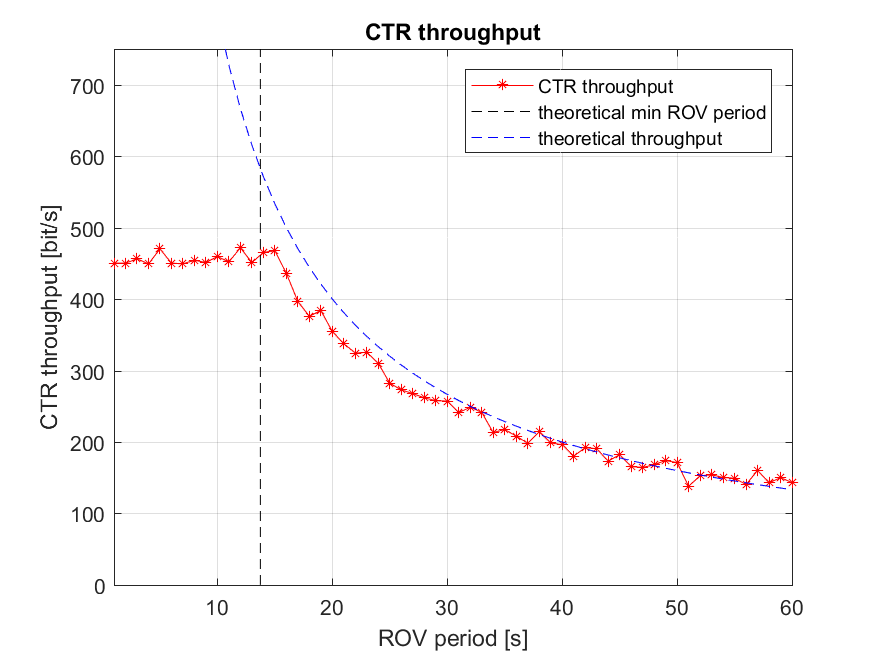 CTR throughput
CTR throughput
theoretical min ROV period
theoretical throughput
CTR throughput [bit/s]
700
600
500
400
300
200
100
0
10 20 30 40 50 60
ROV period [s]